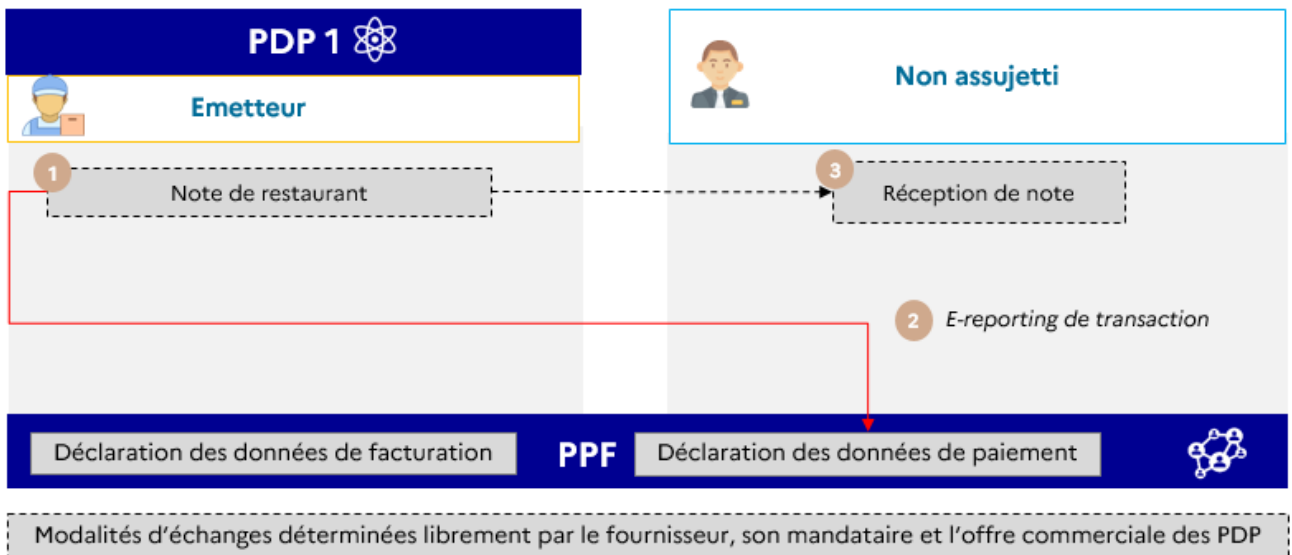 PDP 1
Emetteur
Non assujetti
1
Note de restaurant
3
Réception de note
2
E-reporting de transaction
Déclaration des données de facturation
PPF
Déclaration des données de paiement
Modalités d'échanges déterminées librement par le fournisseur, son mandataire et l'offre commerciale des PDP